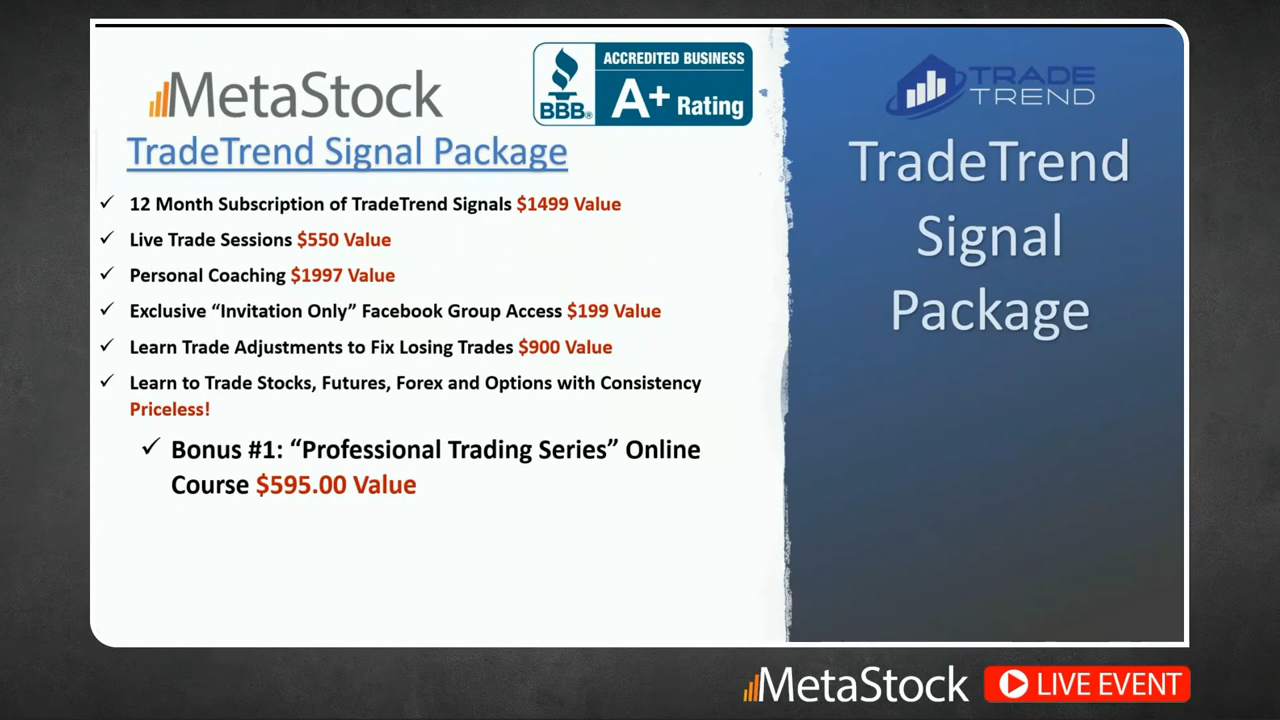 MetaStock
BBB®
ACCREDITED BUSINESS
A+ Rating
TradeTrend Signal Package
✓ 12 Month Subscription of TradeTrend Signals $1499 Value
✓ Live Trade Sessions $550 Value
✓ Personal Coaching $1997 Value
✓ Exclusive “Invitation Only” Facebook Group Access $199 Value
✓ Learn Trade Adjustments to Fix Losing Trades $900 Value
✓ Learn to Trade Stocks, Futures, Forex and Options with Consistency
Priceless!
✓ Bonus #1: “Professional Trading Series” Online
Course $595.00 Value
TRADE
TREND
TradeTrend
Signal
Package
MetaStock
LIVE EVENT